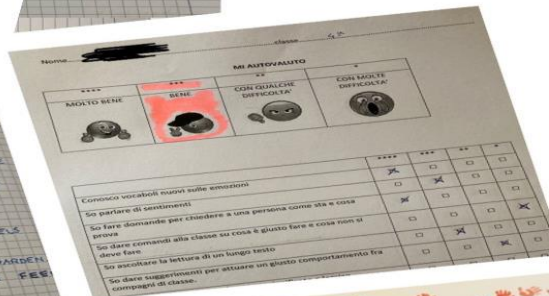 Nome classe 4^
MI AUTOVALUTO
**** *** ** *
MOLTO BENE BENE CON QUALCHE DIFFICOLTA' CON MOLTE DIFFICOLTA'
**** *** ** *
Conosco vocaboli nuovi sulle emozioni
So parlare di sentimenti
So fare domande per chiedere a una persona come sta e cosa
prova
So dare comandi alla classe su cosa è giusto fare e cosa non si
deve fare
So ascoltare la lettura di un lungo testo
So dare suggerimenti per attuare un giusto comportamento fra
compagni di classe.